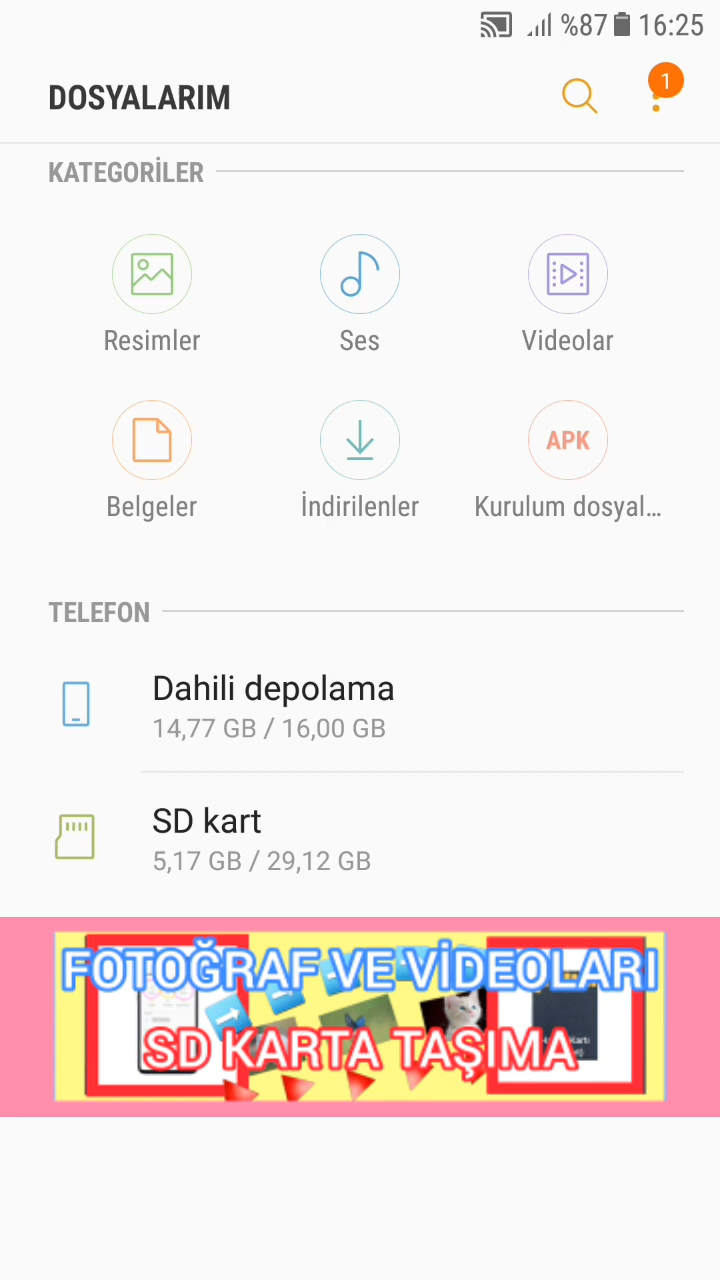 %87 16:25
DOSYALARIM
1
KATEGORİLER
Resimler Ses Videolar
Belgeler İndirilenler APK Kurulum dosyal...
TELEFON
Dahili depolama
14,77 GB / 16,00 GB
SD kart
5,17 GB / 29,12 GB
FOTOĞRAF VE VİDEOLARI
SD KARTA TAŞIMA